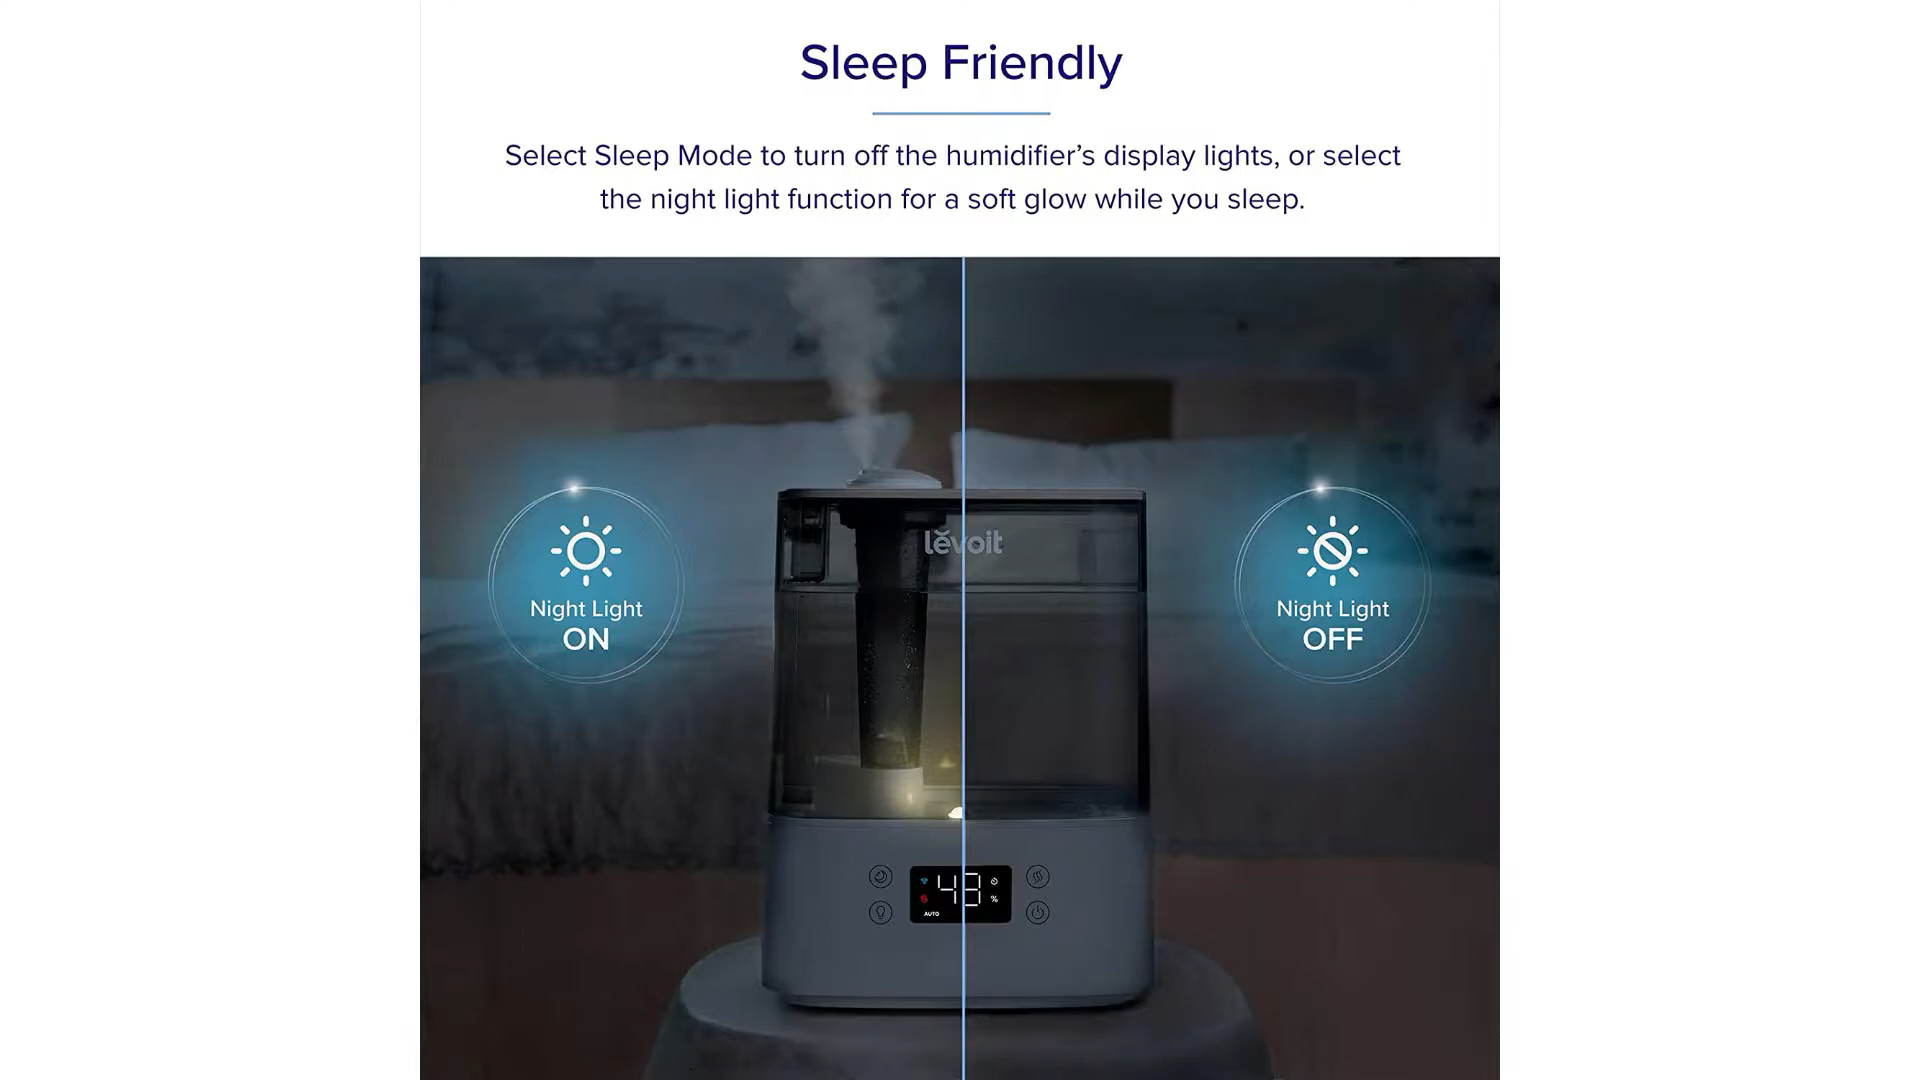 Sleep Friendly
Select Sleep Mode to turn off the humidifier’s display lights, or select
the night light function for a soft glow while you sleep.
levoit
Night Light
ON
Night Light
OFF
43
%
AUTO